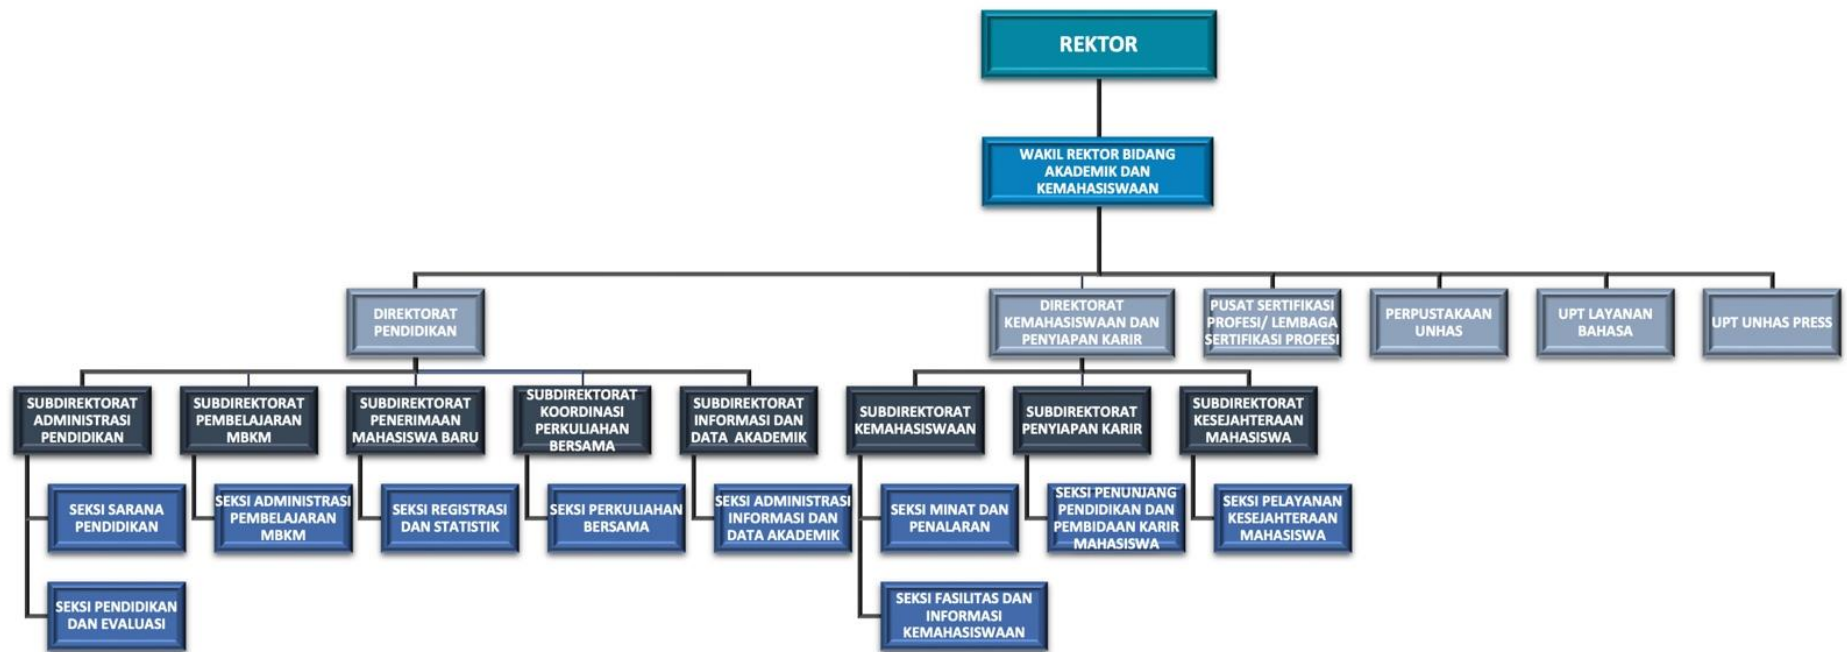 REKTOR
WAKIL REKTOR BIDANG
AKADEMIK DAN
KEMAHASISWAAN
DIREKTORAT
PENDIDIKAN
DIREKTORAT
KEMAHASISWAAN DAN
PENYIAPAN KARIR
PUSAT SERTIFIKASI
PROFESI/ LEMBAGA
SERTIFIKASI PROFESI
PERPUSTAKAAN
UNHAS
UPT LAYANAN
BAHASA
UPT UNHAS PRESS
SUBDIREKTORAT
ADMINISTRASI
PENDIDIKAN
SUBDIREKTORAT
PEMBELAJARAN
MBKM
SUBDIREKTORAT
PENERIMAAN
MAHASISWA BARU
SUBDIREKTORAT
KOORDINASI
PERKULIAHAN
BERSAMA
SUBDIREKTORAT
INFORMASI DAN
DATA AKADEMIK
SUBDIREKTORAT
KEMAHASISWAAN
SUBDIREKTORAT
PENYIAPAN KARIR
SUBDIREKTORAT
KESEJAHTERAAN
MAHASISWA
SEKSI SARANA
PENDIDIKAN
SEKSI ADMINISTRASI
PEMBELAJARAN
MBKM
SEKSI REGISTRASI
DAN STATISTIK
SEKSI PERKULIAHAN
BERSAMA
SEKSI ADMINISTRASI
INFORMASI DAN
DATA AKADEMIK
SEKSI MINAT DAN
PENALARAN
SEKSI PENUNJANG
PENDIDIKAN DAN
PEMBIDAAN KARIR
MAHASISWA
SEKSI PELAYANAN
KESEJAHTERAAN
MAHASISWA
SEKSI PENDIDIKAN
DAN EVALUASI
SEKSI FASILITAS DAN
INFORMASI
KEMAHASISWAAN